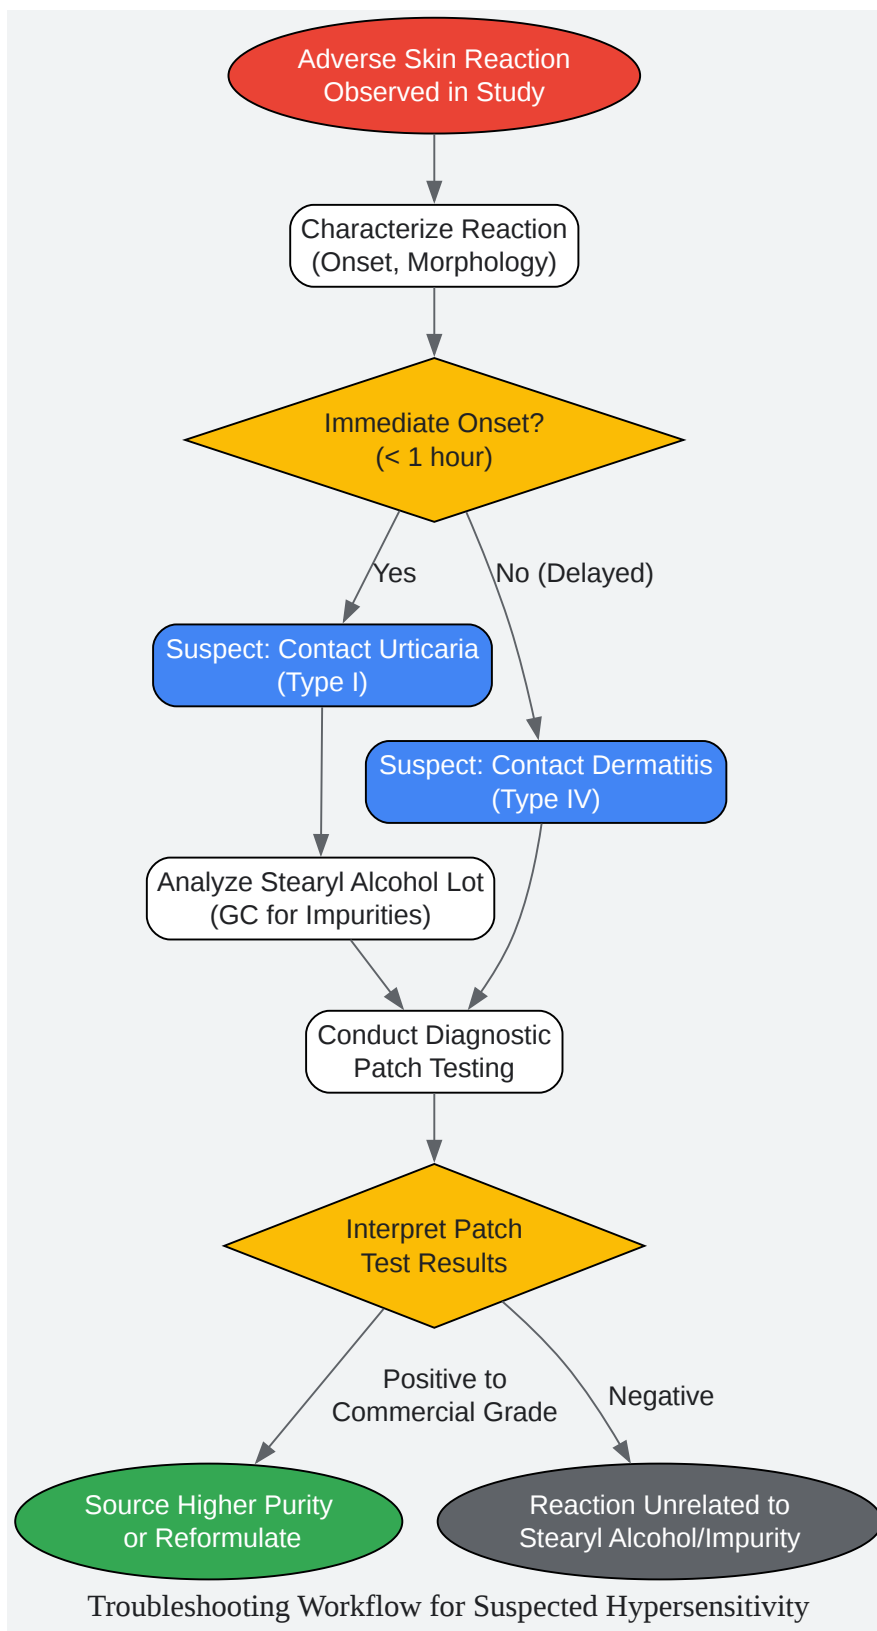 Adverse Skin Reaction
Observed in Study
Characterize Reaction
(Onset, Morphology)
Immediate Onset?
(< 1 hour)
Yes
No (Delayed)
Suspect: Contact Urticaria
(Type I)
Suspect: Contact Dermatitis
(Type IV)
Analyze Stearyl Alcohol Lot
(GC for Impurities)
Conduct Diagnostic
Patch Testing
Interpret Patch
Test Results
Positive to
Commercial Grade
Negative
Source Higher Purity
or Reformulate
Reaction Unrelated to
Stearyl Alcohol/Impurity
Troubleshooting Workflow for Suspected Hypersensitivity